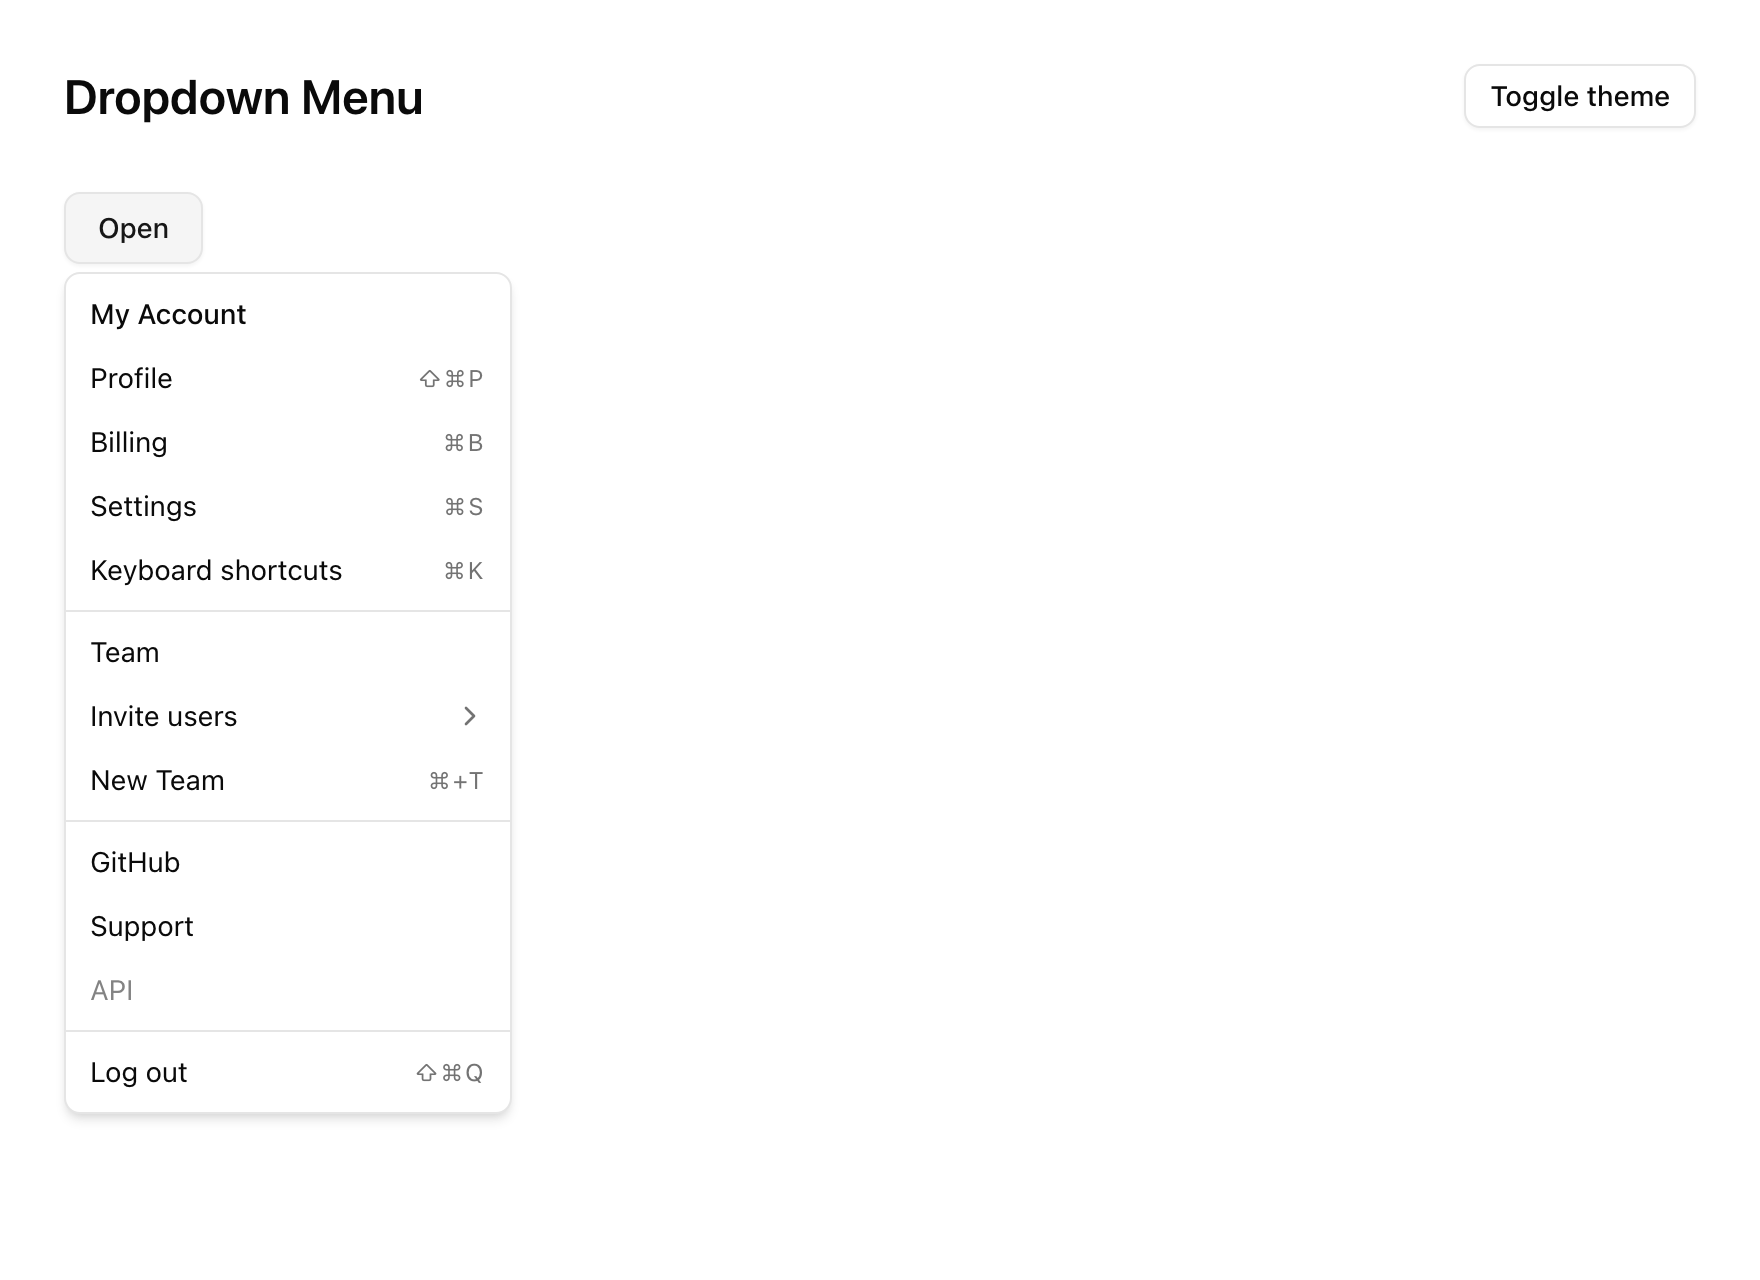 Dropdown Menu
Toggle theme
Open
My Account
Profile ⇧⌘P
Billing ⌘B
Settings ⌘S
Keyboard shortcuts ⌘K
Team
Invite users
New Team ⌘+T
GitHub
Support
API
Log out ⇧⌘Q